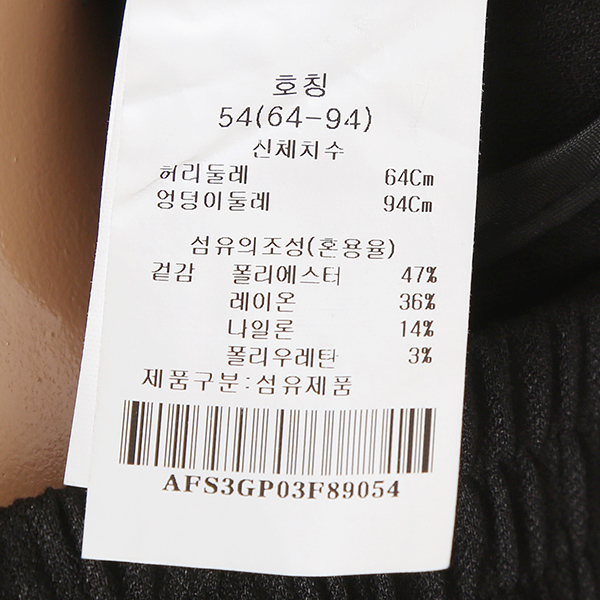 호칭
54(64-94)
신체치수
허리둘레 64Cm
엉덩이둘레 94Cm
섬유의조성(혼용율)
겉감 폴리에스터 47%
레이온 36%
나일론 14%
폴리우레탄 3%
제품구분:섬유제품
AFS3GP03F89054